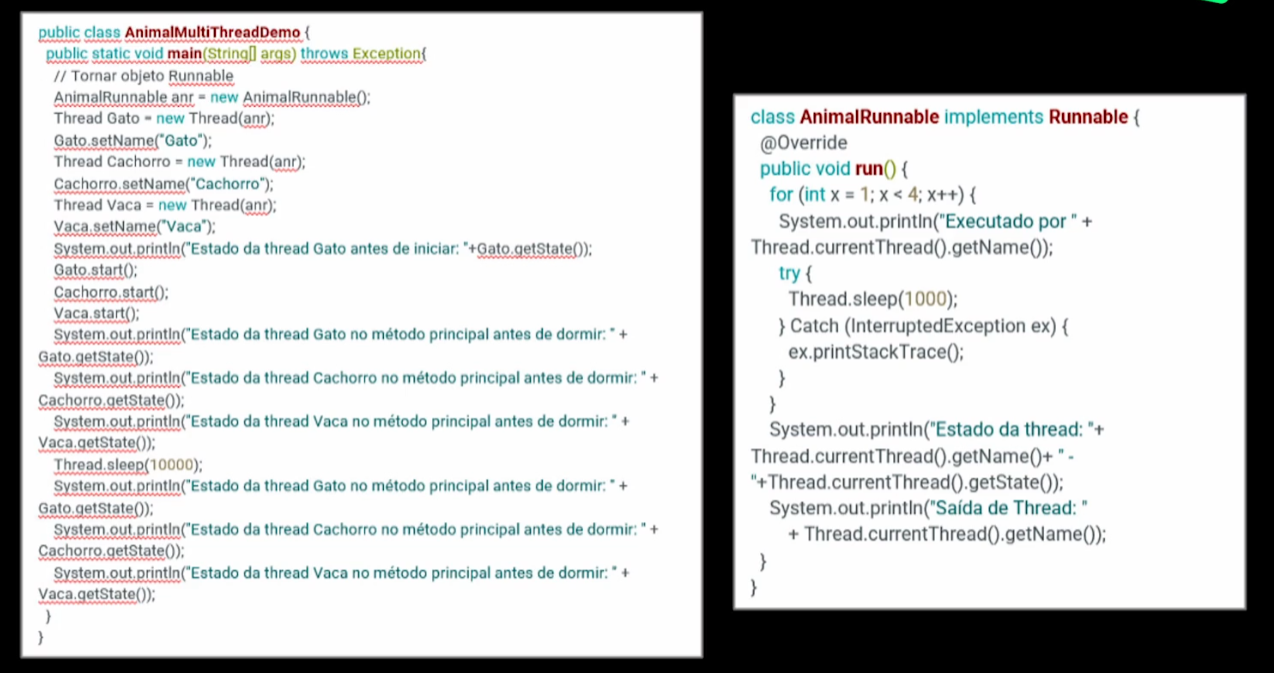 public class AnimalMultiThreadDemo {
public static void main(String[] args) throws Exception{
// Tornar objeto Runnable
AnimalRunnable anr = new AnimalRunnable();
Thread Gato = new Thread(anr);
Gato.setName("Gato");
Thread Cachorro = new Thread(anr);
Cachorro.setName("Cachorro");
Thread Vaca = new Thread(anr);
Vaca.setName("Vaca");
System.out.println("Estado da thread Gato antes de iniciar: "+Gato.getState());
Gato.start();
Cachorro.start();
Vaca.start();
System.out.println("Estado da thread Gato no método principal antes de dormir: " +
Gato.getState());
System.out.println("Estado da thread Cachorro no método principal antes de dormir: " +
Cachorro.getState());
System.out.println("Estado da thread Vaca no método principal antes de dormir: " +
Vaca.getState());
Thread.sleep(10000);
System.out.println("Estado da thread Gato no método principal antes de dormir: " +
Gato.getState());
System.out.println("Estado da thread Cachorro no método principal antes de dormir: " +
Cachorro.getState());
System.out.println("Estado da thread Vaca no método principal antes de dormir: " +
Vaca.getState());
}
}
class AnimalRunnable implements Runnable {
@Override
public void run() {
for (int x = 1; x < 4; x++) {
System.out.println("Executado por " +
Thread.currentThread().getName());
try {
Thread.sleep(1000);
} Catch (InterruptedException ex) {
ex.printStackTrace();
}
}
System.out.println("Estado da thread: "+
Thread.currentThread().getName()+ " -
"+Thread.currentThread().getState());
System.out.println("Saída de Thread: "
+ Thread.currentThread().getName());
}
}